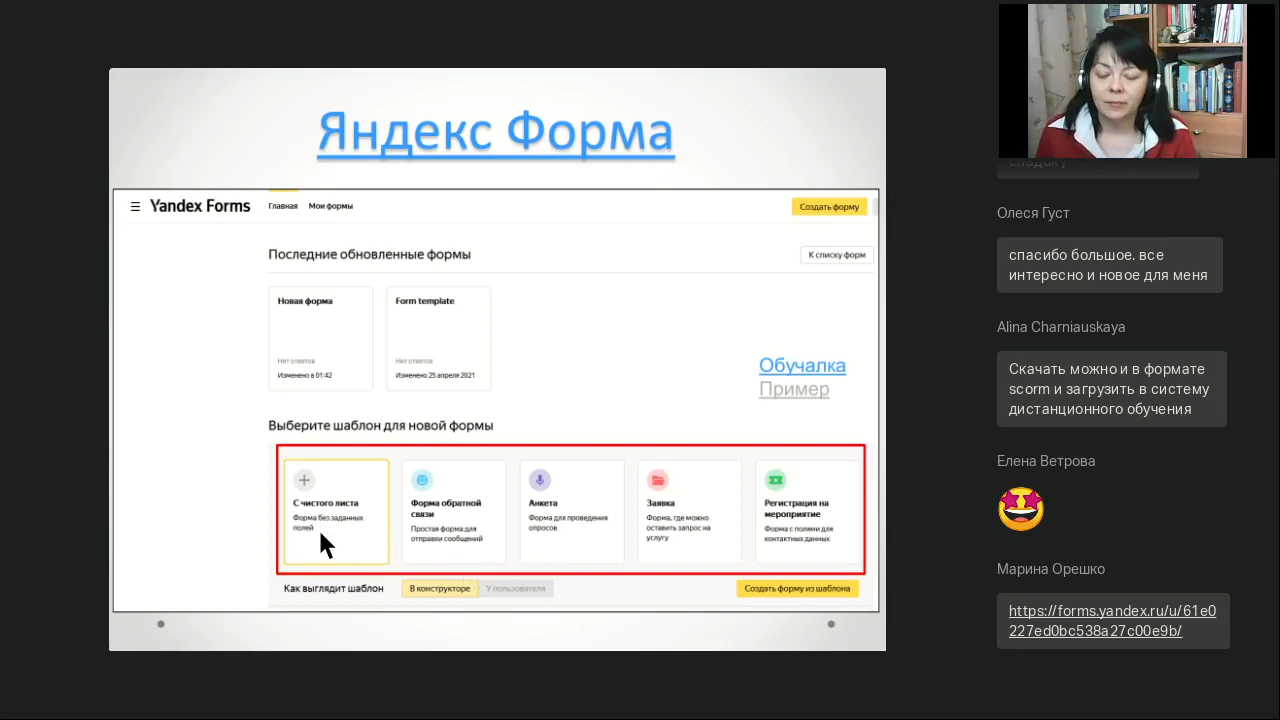 Яндекс Форма
Yandex Forms
Главная
Мои формы
Создать форму
Последние обновленные формы
К списку форм
Новая форма
Нет ответов
Изменено в 01:42
Form template
Нет ответов
Изменено 25 апреля 2021
Обучалка
Пример
Выберите шаблон для новой формы
С чистого листа
Форма без заданных
полей
Форма обратной
связи
Простая форма для
отправки сообщений
Анкета
Форма для проведения
опросов
Заявка
Форма, где можно
оставить запрос на
услугу
Регистрация на
мероприятие
Форма с полями для
контактных данных
Как выглядит шаблон
В конструкторе
У пользователя
Создать форму из шаблона
Олеся Густ
спасибо большое. все
интересно и новое для меня
Alina Charniauskaya
Скачать можно и в формате
scorm и загрузить в систему
дистанционного обучения
Елена Ветрова
Марина Орешко
https://forms.yandex.ru/u/61e0
227ed0bc538a27c00e9b/